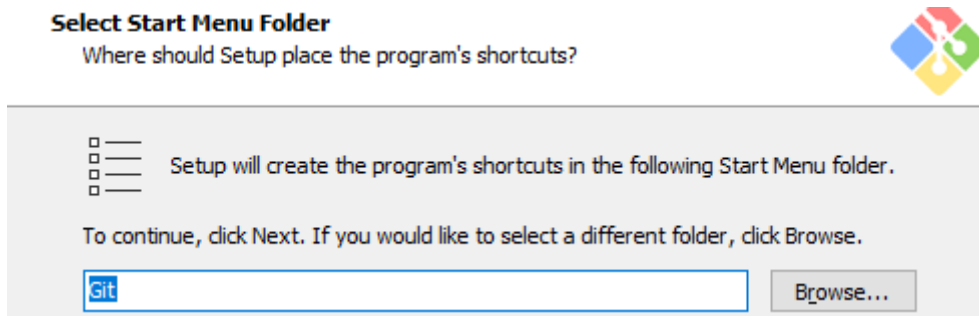 Select Start Menu Folder
Where should Setup place the program's shortcuts?
Setup will create the program's shortcuts in the following Start Menu folder.
To continue, click Next. If you would like to select a different folder, click Browse.
Git
Browse...